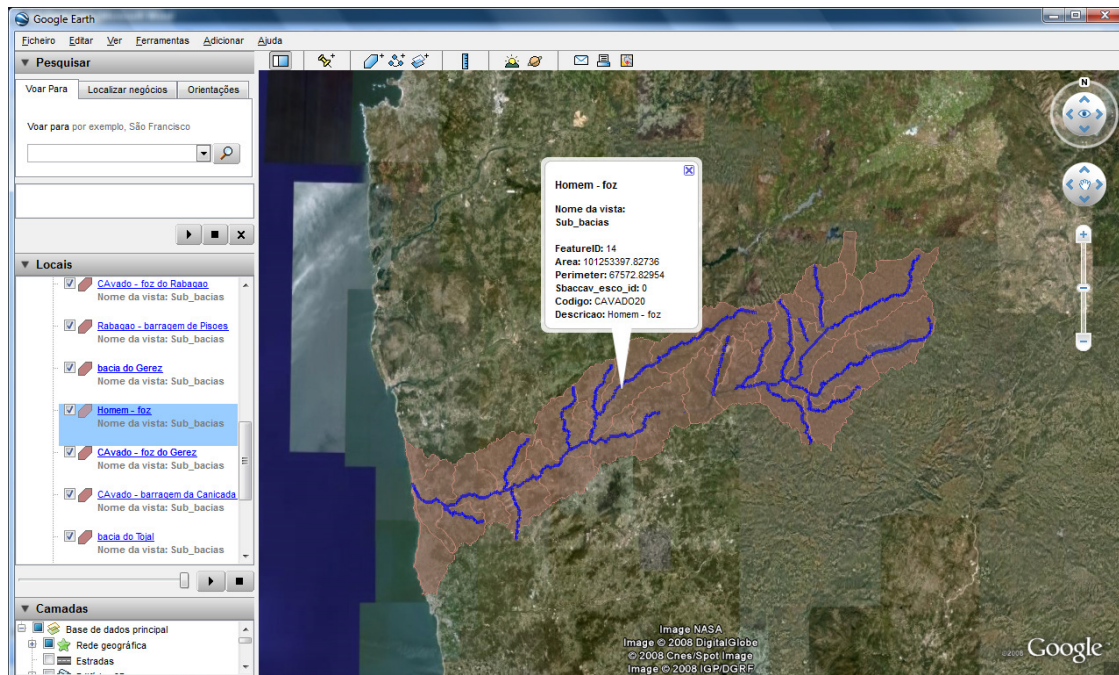 Google Earth
Ficheiro Editar Ver Ferramentas Adicionar Ajuda
Pesquisar
Voar Para Localizar negócios Orientações
Voar para por exemplo, São Francisco
Locais
CAvado - foz do Rabagao
Nome da vista: Sub_bacias
Rabagao - barragem de Pisoes
Nome da vista: Sub_bacias
bacia do Gerez
Nome da vista: Sub_bacias
Homem - foz
Nome da vista: Sub_bacias
CAvado - foz do Gerez
Nome da vista: Sub_bacias
CAvado - barragem da Canicada
Nome da vista: Sub_bacias
bacia do Tojal
Nome da vista: Sub_bacias
Camadas
Base de dados principal
Rede geográfica
Estradas
Homem - foz
Nome da vista:
Sub_bacias
FeatureID: 14
Area: 101253397.82736
Perimeter: 67572.82954
Sbaccav_esco_id: 0
Codigo: CAVADO20
Descricao: Homem - foz
N
Image NASA
Image © 2008 DigitalGlobe
© 2008 Cnes/Spot Image
Image © 2008 IGP/DGRF
©2008 Google